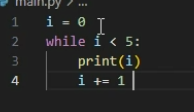 main.py > ...
1 i = 0
2 while i < 5:
3     print(i)
4     i += 1